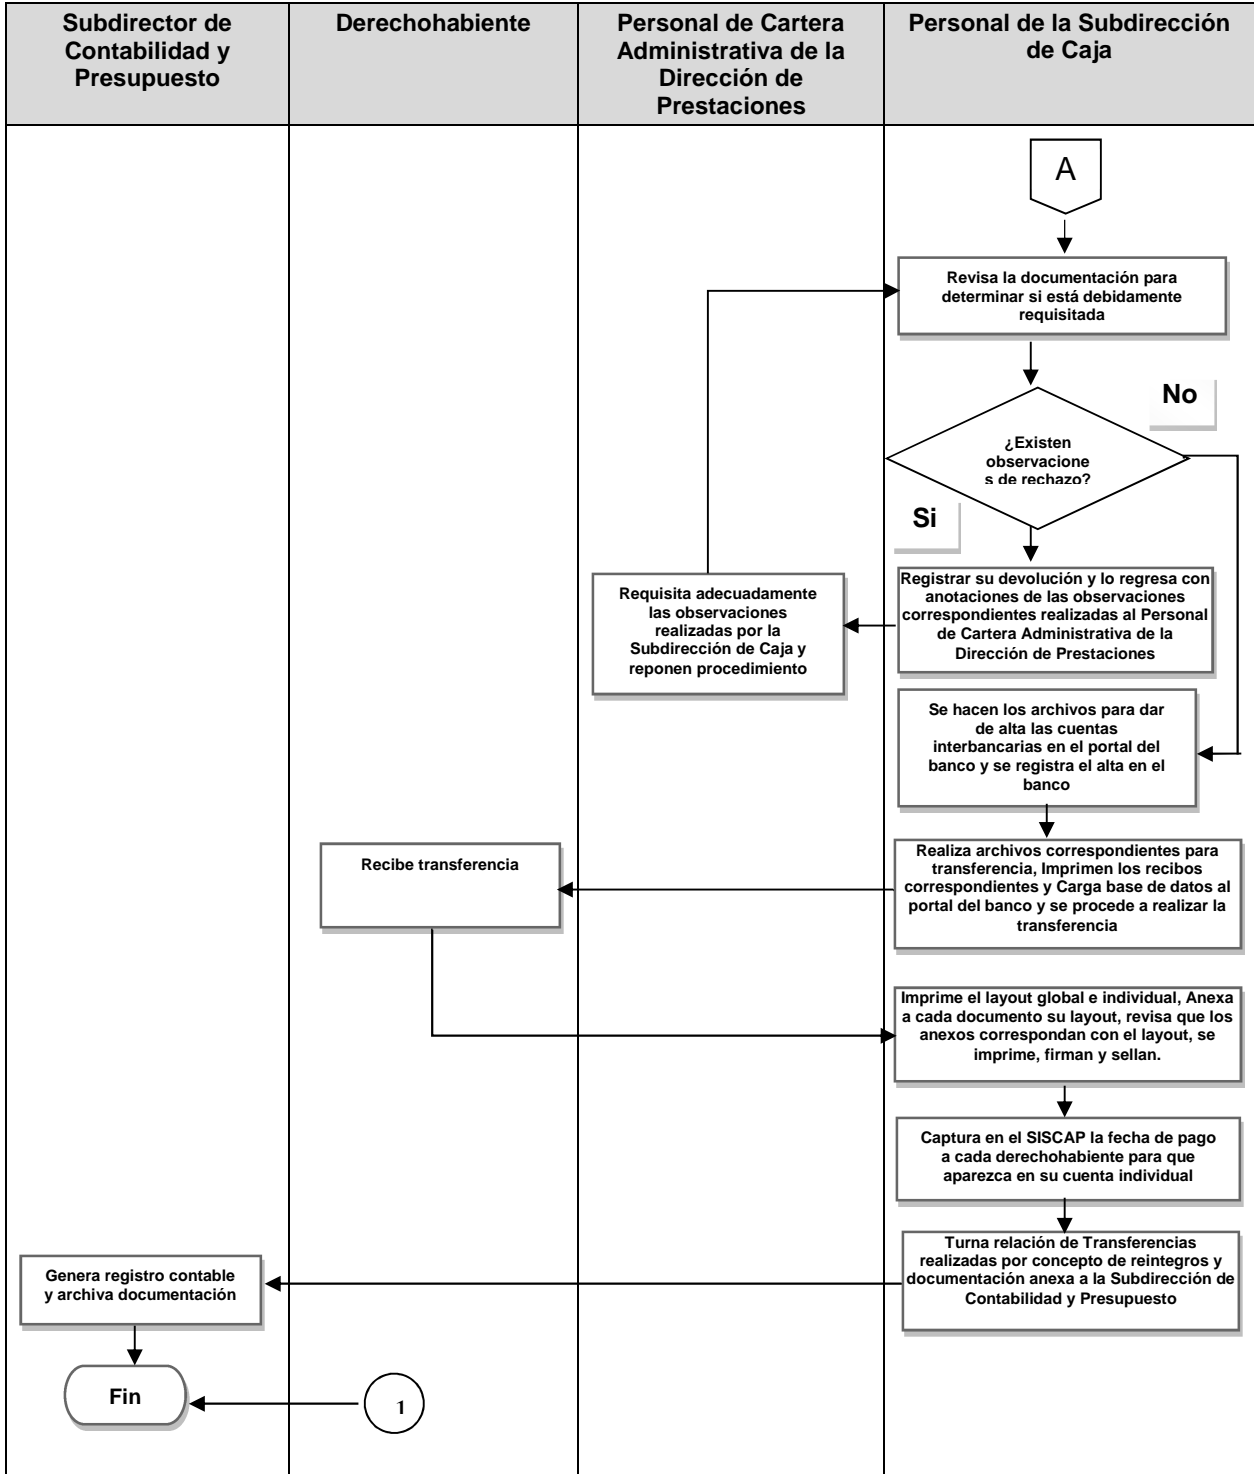 Subdirector de
Contabilidad y
Presupuesto
Derechohabiente
Personal de Cartera
Administrativa de la
Dirección de
Prestaciones
Personal de la Subdirección
de Caja
A
Revisa la documentación para
determinar si está debidamente
requisitada
No
¿Existen
observacione
s de rechazo?
Si
Registrar su devolución y lo regresa con
anotaciones de las observaciones
correspondientes realizadas al Personal
de Cartera Administrativa de la
Dirección de Prestaciones
Requisita adecuadamente
las observaciones
realizadas por la
Subdirección de Caja y
reponen procedimiento
Se hacen los archivos para dar
de alta las cuentas
interbancarias en el portal del
banco y se registra el alta en el
banco
Realiza archivos correspondientes para
transferencia, Imprimen los recibos
correspondientes y Carga base de datos al
portal del banco y se procede a realizar la
transferencia
Recibe transferencia
Imprime el layout global e individual, Anexa
a cada documento su layout, revisa que los
anexos correspondan con el layout, se
imprime, firman y sellan.
Captura en el SISCAP la fecha de pago
a cada derechohabiente para que
aparezca en su cuenta individual
Turna relación de Transferencias
realizadas por concepto de reintegros y
documentación anexa a la Subdirección de
Contabilidad y Presupuesto
Genera registro contable
y archiva documentación
Fin
1